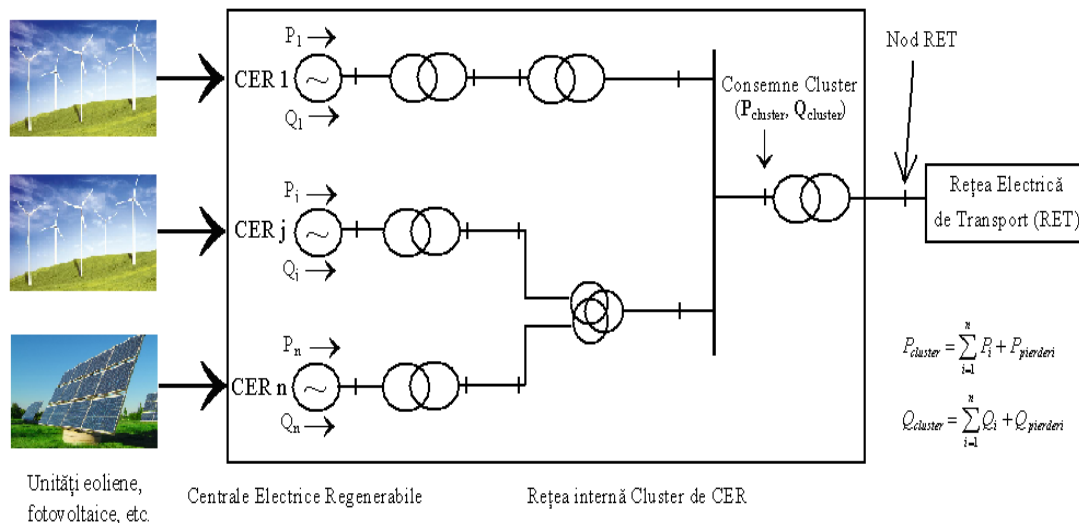 P1
CER 1
~
Q1
Nod RET
Consemne Cluster
(Pcluster, Qcluster)
Pi
CER j
~
Qi
Rețea Electrică
de Transport (RET)
Pn
CER n
~
Qn
Pcluster = ∑ i=1 n Pi + Ppierderi
Qcluster = ∑ i=1 n Qi + Qpierderi
Unități eoliene,
fotovoltaice, etc.
Centrale Electrice Regenerabile
Rețea internă Cluster de CER